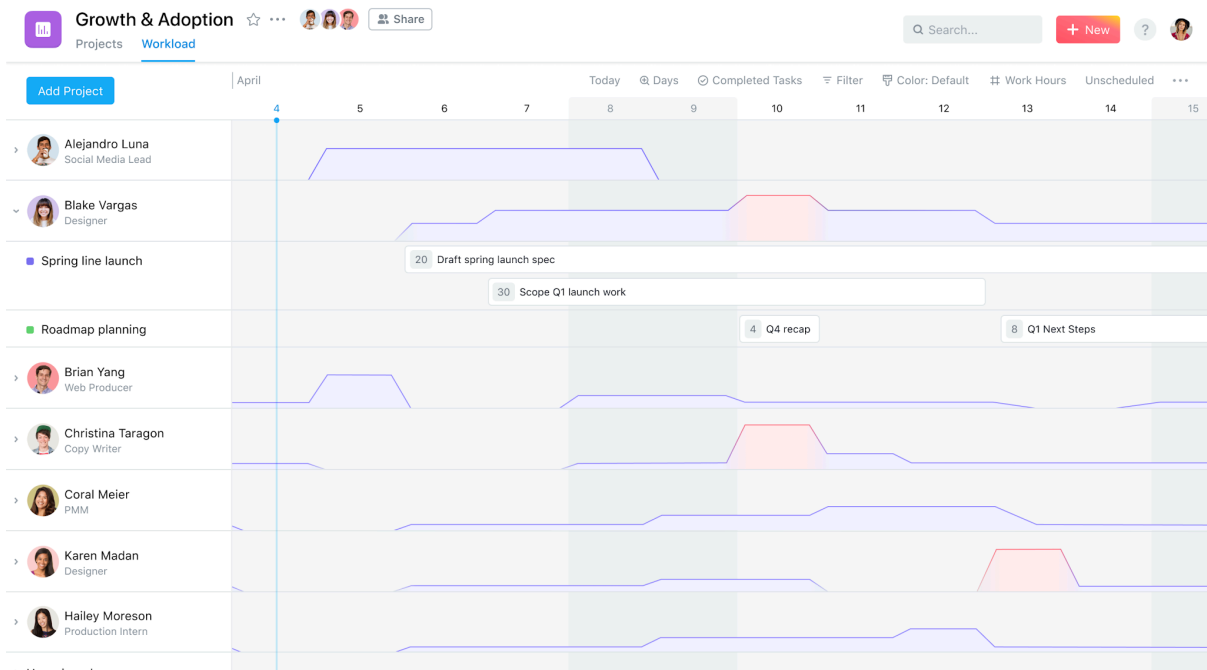 Growth & Adoption
Share
Search...
+ New
?
Projects Workload
Add Project
April
Today Days Completed Tasks Filter Color: Default Work Hours Unscheduled
4 5 6 7 8 9 10 11 12 13 14 15
Alejandro Luna
Social Media Lead
Blake Vargas
Designer
Spring line launch
20 Draft spring launch spec
30 Scope Q1 launch work
Roadmap planning
4 Q4 recap
8 Q1 Next Steps
Brian Yang
Web Producer
Christina Taragon
Copy Writer
Coral Meier
PMM
Karen Madan
Designer
Hailey Moreson
Production Intern